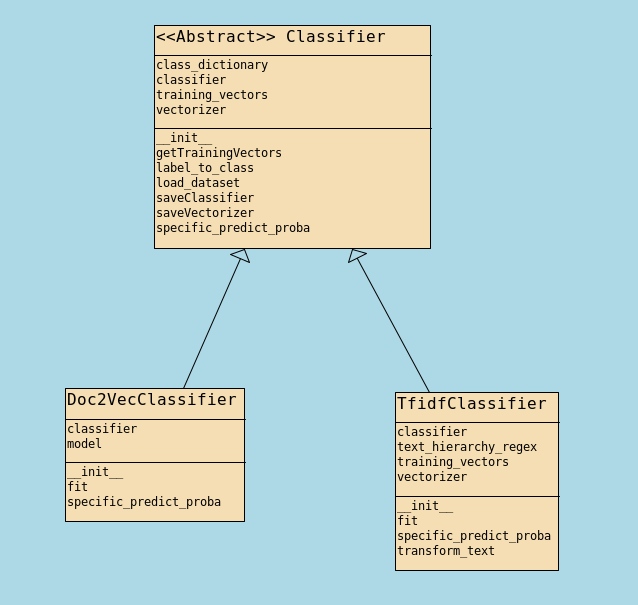 <<Abstract>> Classifier
class_dictionary
classifier
training_vectors
vectorizer
__init__
getTrainingVectors
label_to_class
load_dataset
saveClassifier
saveVectorizer
specific_predict_proba
Doc2VecClassifier
classifier
model
__init__
fit
specific_predict_proba
TfidfClassifier
classifier
text_hierarchy_regex
training_vectors
vectorizer
__init__
fit
specific_predict_proba
transform_text